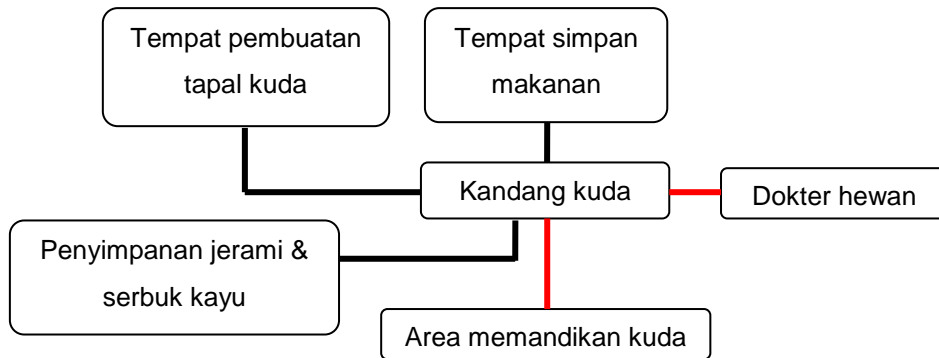 Tempat pembuatan
tapal kuda
Tempat simpan
makanan
Kandang kuda
Dokter hewan
Penyimpanan jerami &
serbuk kayu
Area memandikan kuda